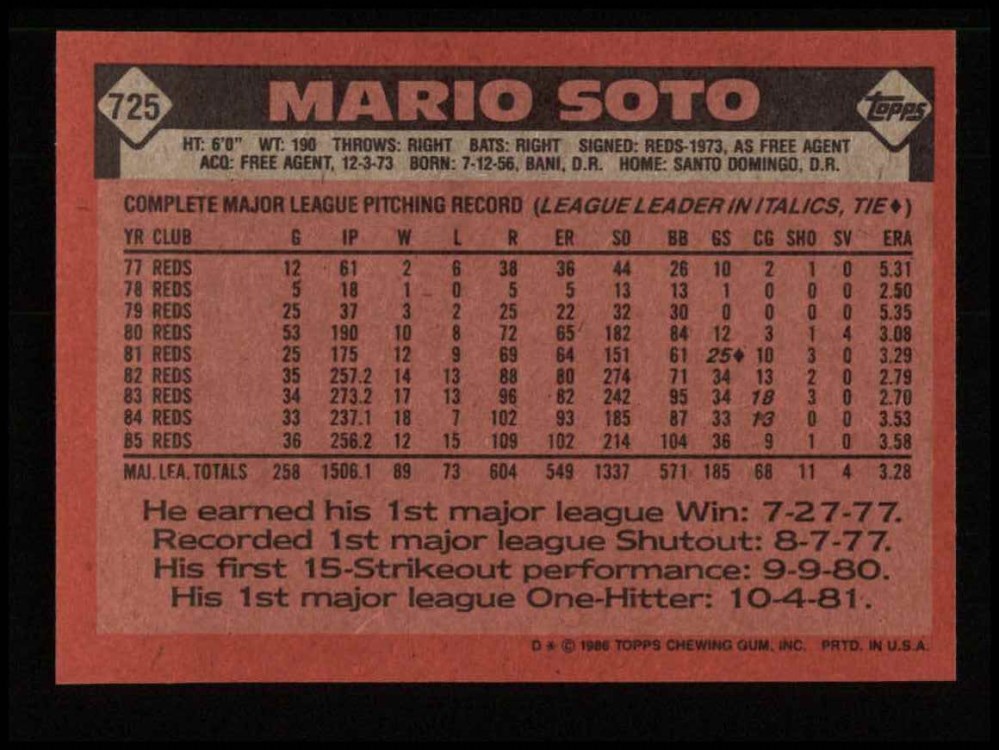 725
MARIO SOTO
Topps
HT: 6'0" WT: 190 THROWS: RIGHT BATS: RIGHT SIGNED: REDS-1973, AS FREE AGENT
ACQ: FREE AGENT, 12-3-73 BORN: 7-12-56, BANI, D.R. HOME: SANTO DOMINGO, D.R.
COMPLETE MAJOR LEAGUE PITCHING RECORD (LEAGUE LEADER IN ITALICS, TIE♦)
YR CLUB G IP W L R ER SO BB GS CG SHO SV ERA
77 REDS 12 61 2 6 38 36 44 26 10 2 1 0 5.31
78 REDS 5 18 1 0 5 5 13 13 1 0 0 0 2.50
79 REDS 25 37 3 2 25 22 32 30 0 0 0 0 5.35
80 REDS 53 190 10 8 72 65 182 84 12 3 1 4 3.08
81 REDS 25 175 12 9 69 64 151 61 25♦ 10 3 0 3.29
82 REDS 35 257.2 14 13 88 80 274 71 34 13 2 0 2.79
83 REDS 34 273.2 17 13 96 82 242 95 34 18 3 0 2.70
84 REDS 33 237.1 18 7 102 93 185 87 33 13 0 0 3.53
85 REDS 36 256.2 12 15 109 102 214 104 36 9 1 0 3.58
MAJ. LEA. TOTALS 258 1506.1 89 73 604 549 1337 571 185 68 11 4 3.28
He earned his 1st major league Win: 7-27-77.
Recorded 1st major league Shutout: 8-7-77.
His first 15-Strikeout performance: 9-9-80.
His 1st major league One-Hitter: 10-4-81.
D * © 1986 TOPPS CHEWING GUM, INC. PRTD. IN U.S.A.